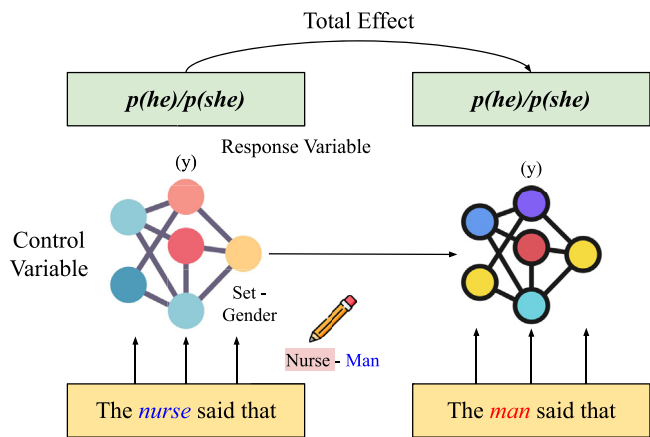 Total Effect
p(he)/p(she)
p(he)/p(she)
Response Variable
(y)
(y)
Control
Variable
Set -
Gender
Nurse - Man
The nurse said that
The man said that